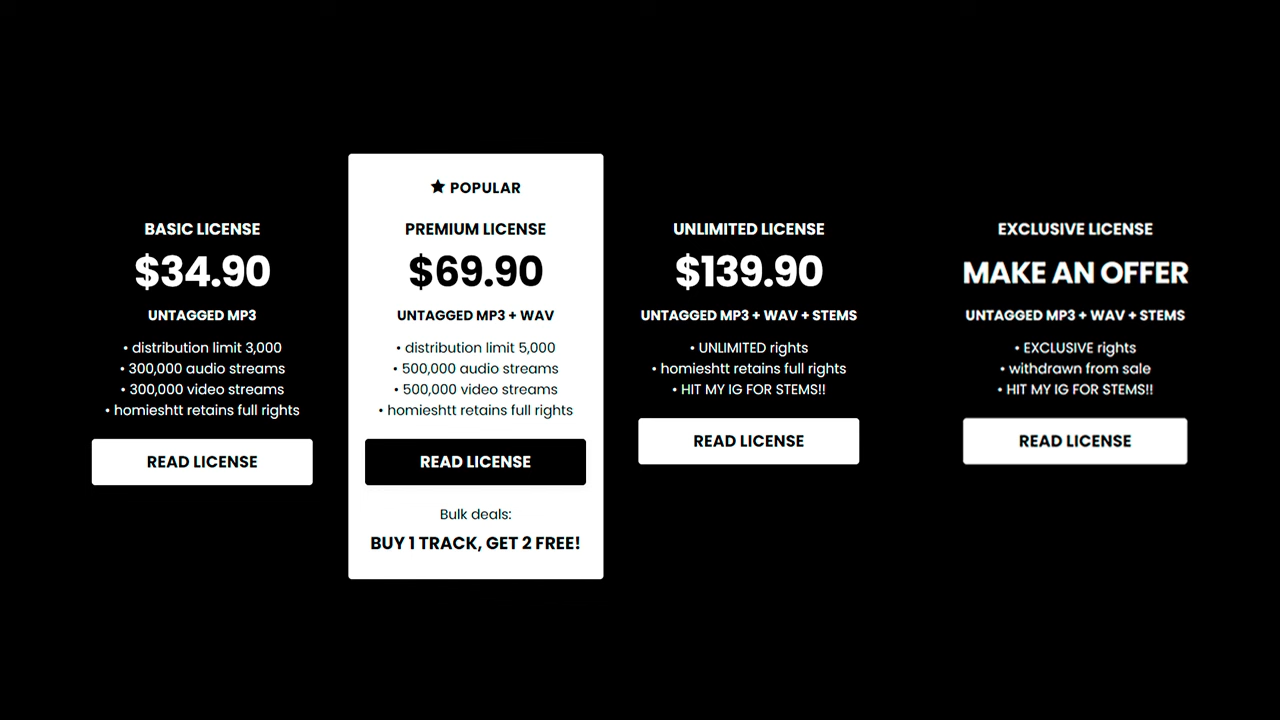 BASIC LICENSE
$34.90
UNTAGGED MP3
• distribution limit 3,000
• 300,000 audio streams
• 300,000 video streams
• homieshtt retains full rights
READ LICENSE
★ POPULAR
PREMIUM LICENSE
$69.90
UNTAGGED MP3 + WAV
• distribution limit 5,000
• 500,000 audio streams
• 500,000 video streams
• homieshtt retains full rights
READ LICENSE
Bulk deals:
BUY 1 TRACK, GET 2 FREE!
UNLIMITED LICENSE
$139.90
UNTAGGED MP3 + WAV + STEMS
• UNLIMITED rights
• homieshtt retains full rights
• HIT MY IG FOR STEMS!!
READ LICENSE
EXCLUSIVE LICENSE
MAKE AN OFFER
UNTAGGED MP3 + WAV + STEMS
• EXCLUSIVE rights
• withdrawn from sale
• HIT MY IG FOR STEMS!!
READ LICENSE